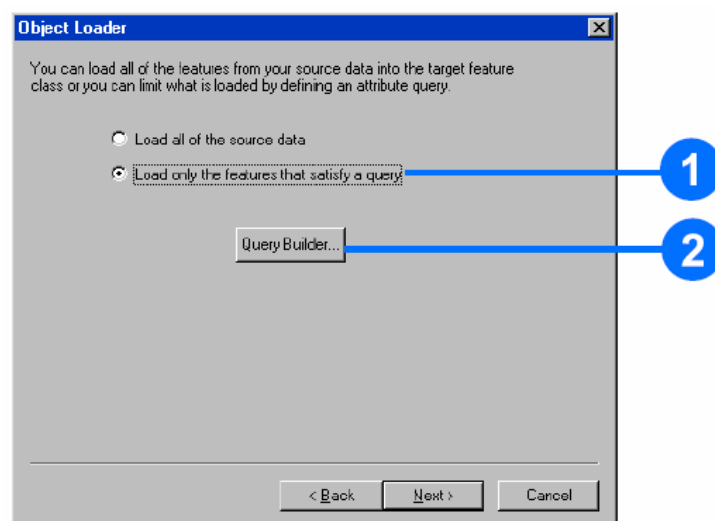 Object Loader
You can load all of the features from your source data into the target feature
class or you can limit what is loaded by defining an attribute query.
Load all of the source data
Load only the features that satisfy a query
1
Query Builder...
2
< Back
Next >
Cancel